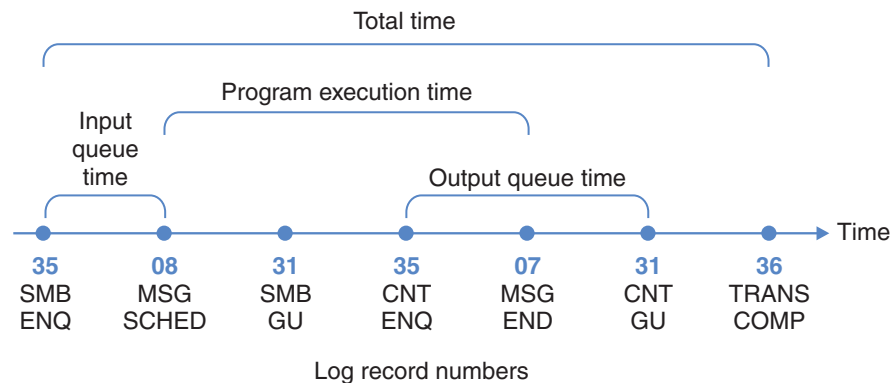 Total time
Program execution time
Input
queue
time
Output queue time
Time
35 08 31 35 07 31 36
SMB MSG SMB CNT MSG CNT TRANS
ENQ SCHED GU ENQ END GU COMP
Log record numbers